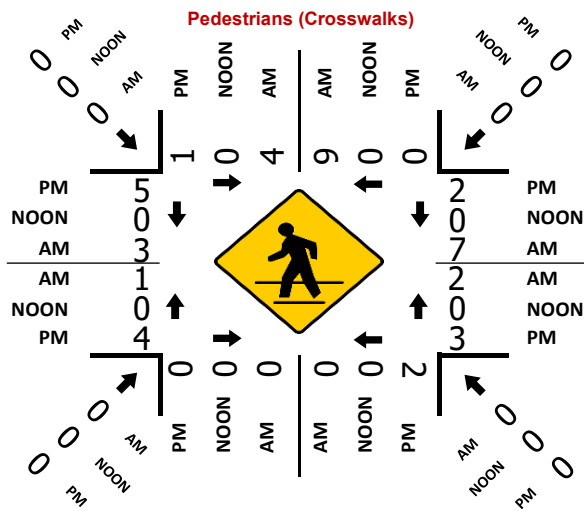 Pedestrians (Crosswalks)
0 PM
0 NOON
0 AM
PM NOON AM AM NOON PM
PM 0
NOON 0
AM 0
1 0 4 9 0 0
PM 5 2 PM
NOON 0 0 NOON
AM 3 7 AM
AM 1 2 AM
NOON 0 0 NOON
PM 4 3 PM
0 0 0 0 0 2
PM NOON AM AM NOON PM
0 AM
0 NOON
0 PM
AM 0
NOON 0
PM 0